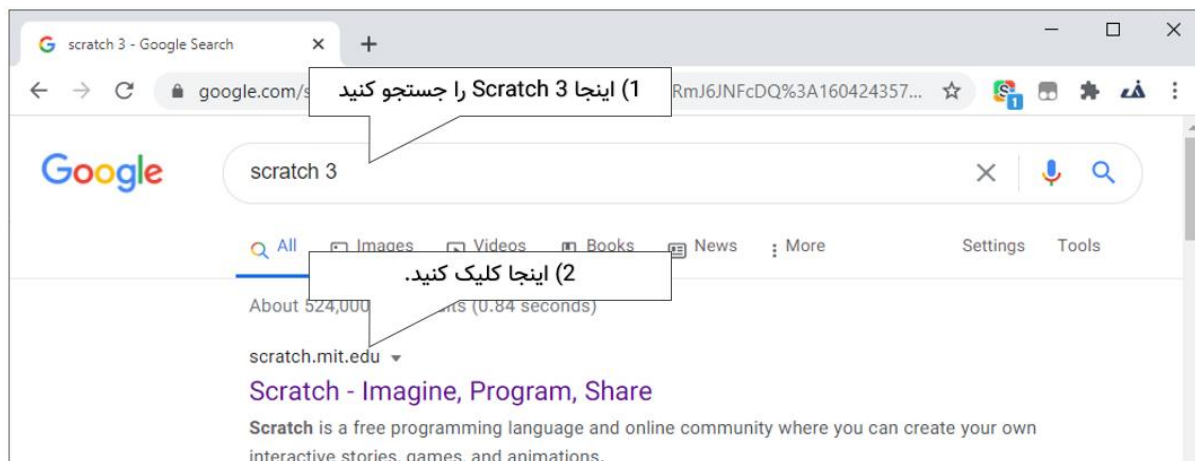 scratch 3 - Google Search
google.com/s
1) اینجا Scratch 3 را جستجو کنید
RmJ6JNFcDQ%3A160424357...
1
Google
scratch 3
All Images Videos Books News More Settings Tools
2) اینجا کلیک کنید.
About 524,000 (0.84 seconds)
scratch.mit.edu
Scratch - Imagine, Program, Share
Scratch is a free programming language and online community where you can create your own
interactive stories, games, and animations.